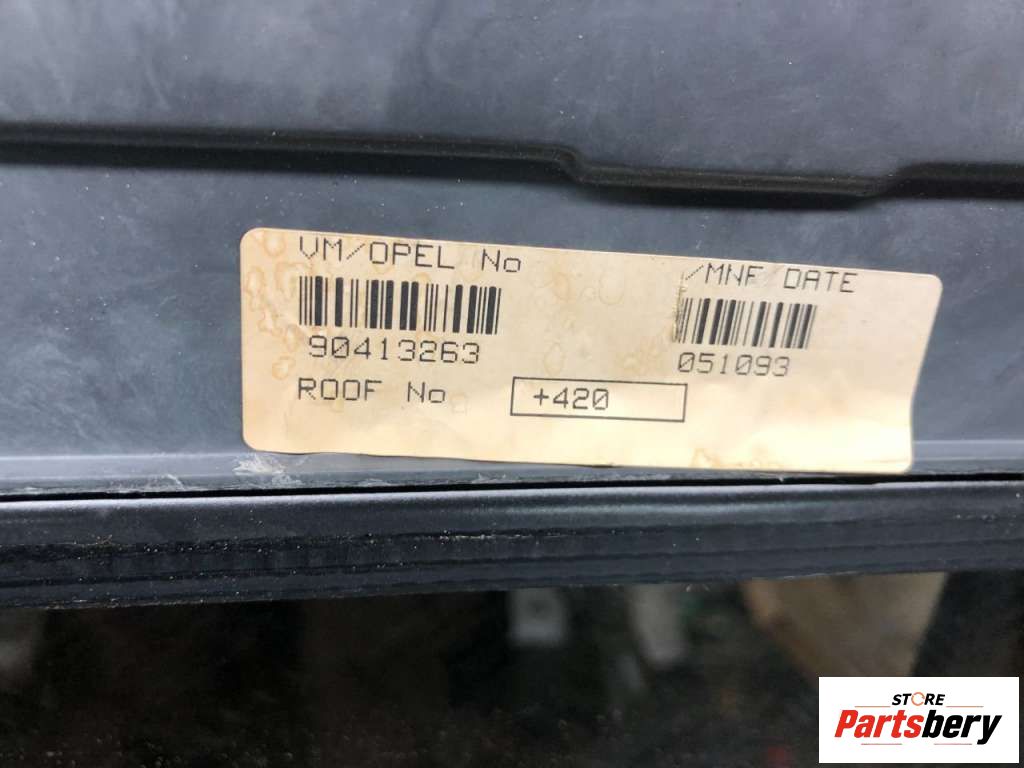 VM/OPEL No
/MNF DATE
90413263
051093
ROOF No
+420
STORE
Partsbery